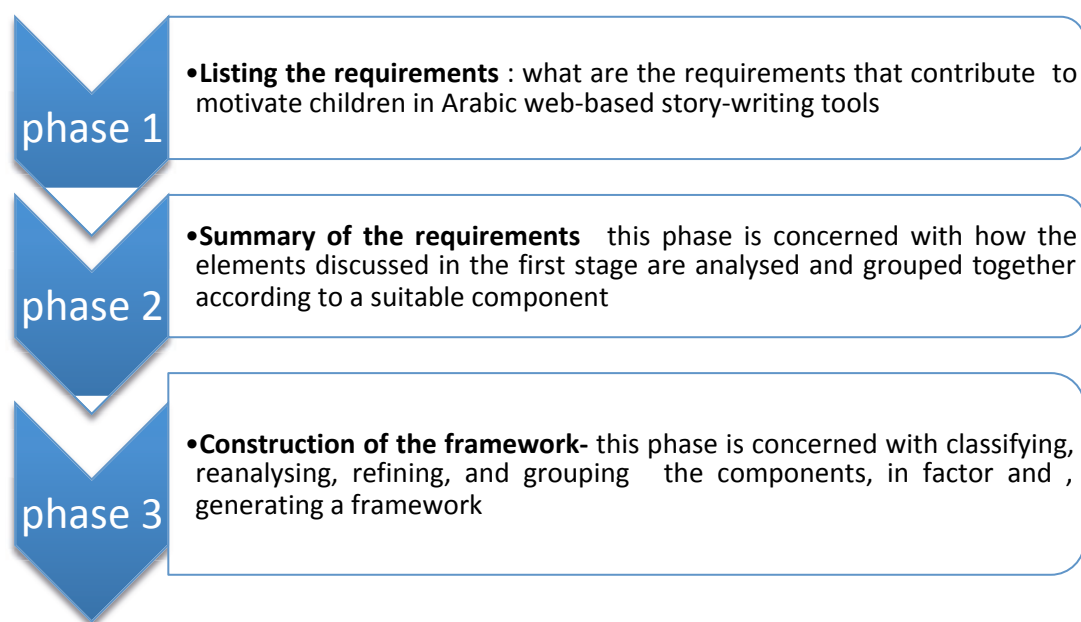 phase 1
•Listing the requirements : what are the requirements that contribute to
motivate children in Arabic web-based story-writing tools
phase 2
•Summary of the requirements this phase is concerned with how the
elements discussed in the first stage are analysed and grouped together
according to a suitable component
phase 3
•Construction of the framework- this phase is concerned with classifying,
reanalysing, refining, and grouping the components, in factor and ,
generating a framework